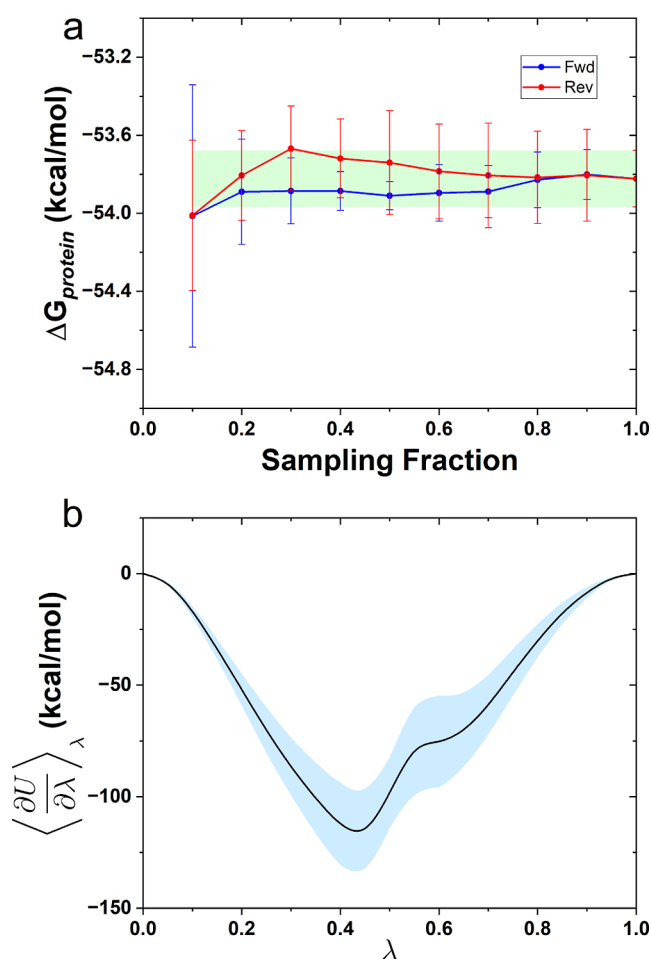 a
−53.2
−53.6
−54.0
−54.4
−54.8
ΔGprotein (kcal/mol)
Fwd
Rev
0.0 0.2 0.4 0.6 0.8 1.0
Sampling Fraction
b
0
−50
−100
−150
⟨∂U/∂λ⟩λ (kcal/mol)
0.0 0.2 0.4 0.6 0.8 1.0
λ